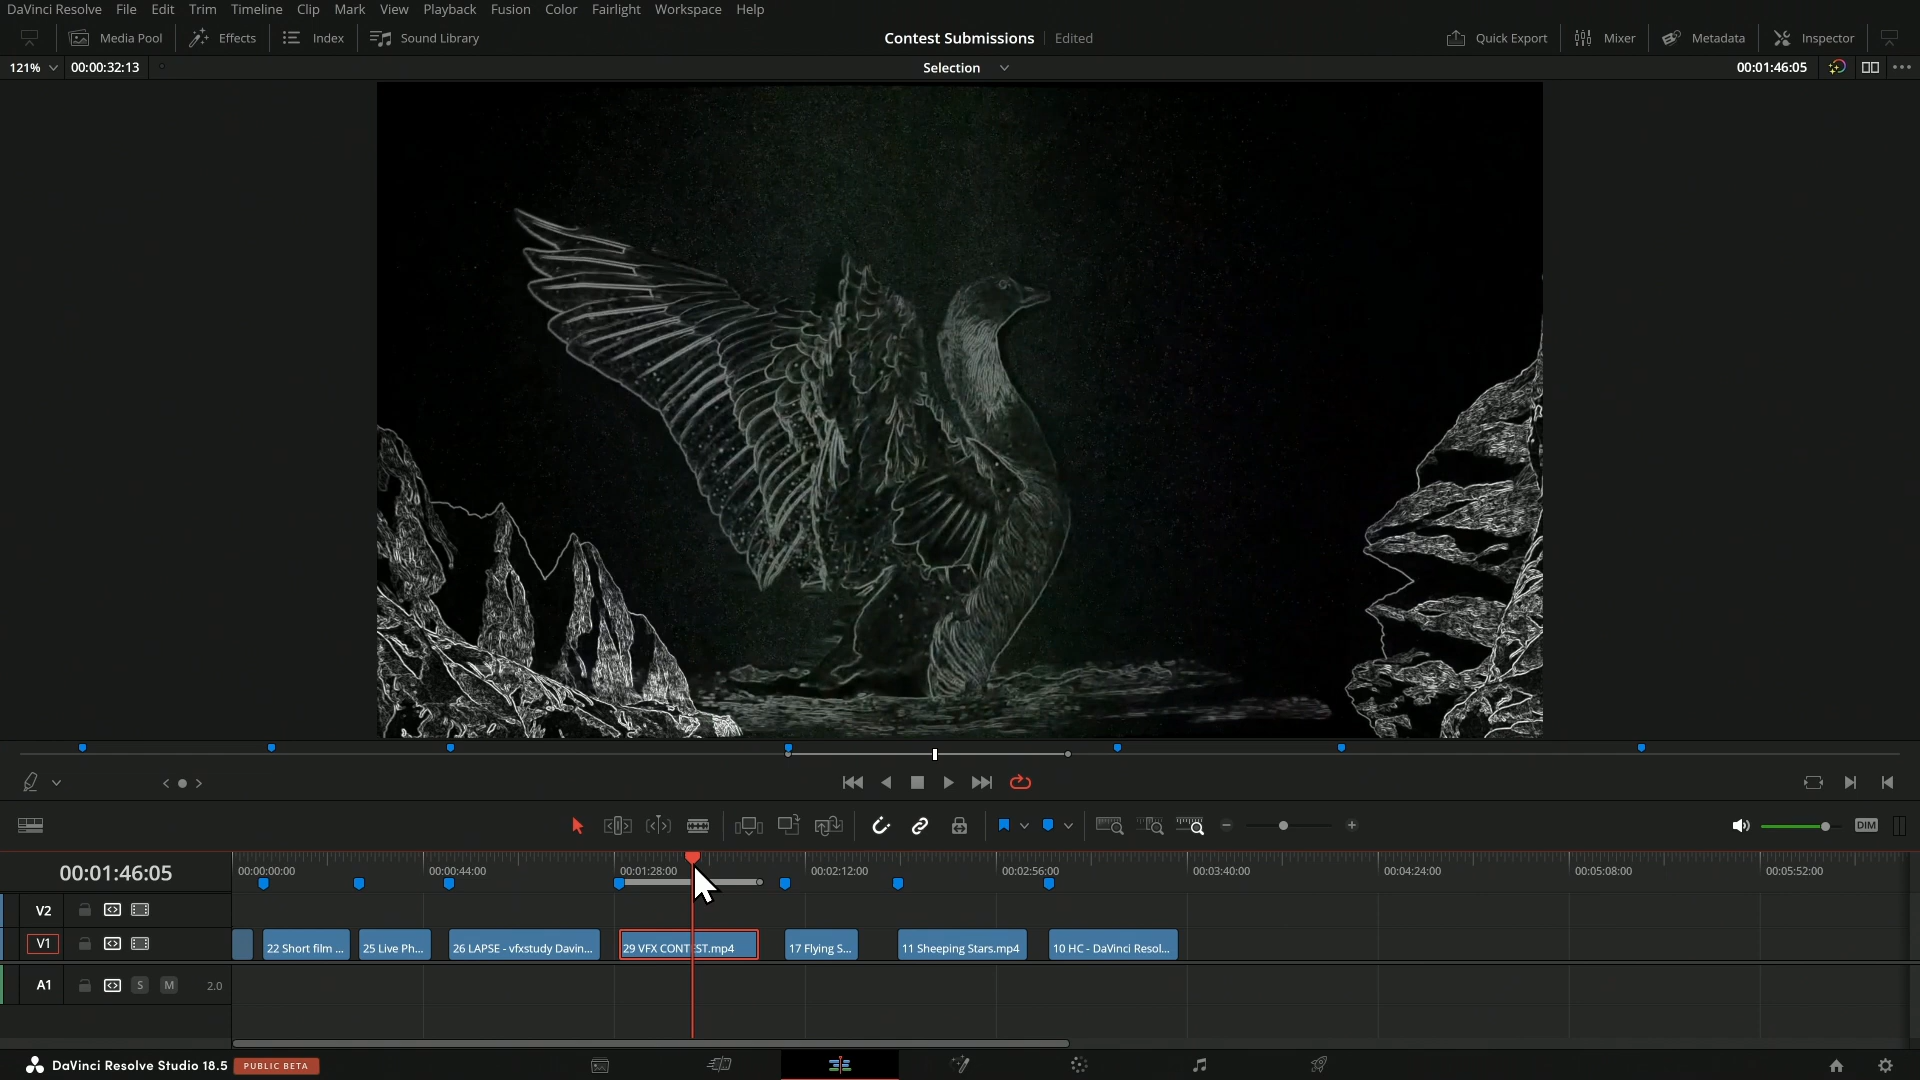 DaVinci Resolve File Edit Trim Timeline Clip Mark View Playback Fusion Color Fairlight Workspace Help
Media Pool Effects Index Sound Library Contest Submissions Edited Quick Export Mixer Metadata Inspector
121% 00:00:32:13 Selection 00:01:46:05
DIM
00:01:46:05 00:00:00:00 00:00:44:00 00:01:28:00 00:02:12:00 00:02:56:00 00:03:40:00 00:04:24:00 00:05:08:00 00:05:52:00
V2
V1 22 Short film ... 25 Live Ph... 26 LAPSE - vfxstudy Davin... 29 VFX CONTEST.mp4 17 Flying S... 11 Sheeping Stars.mp4 10 HC - DaVinci Resol...
A1 S M 2.0
DaVinci Resolve Studio 18.5 PUBLIC BETA